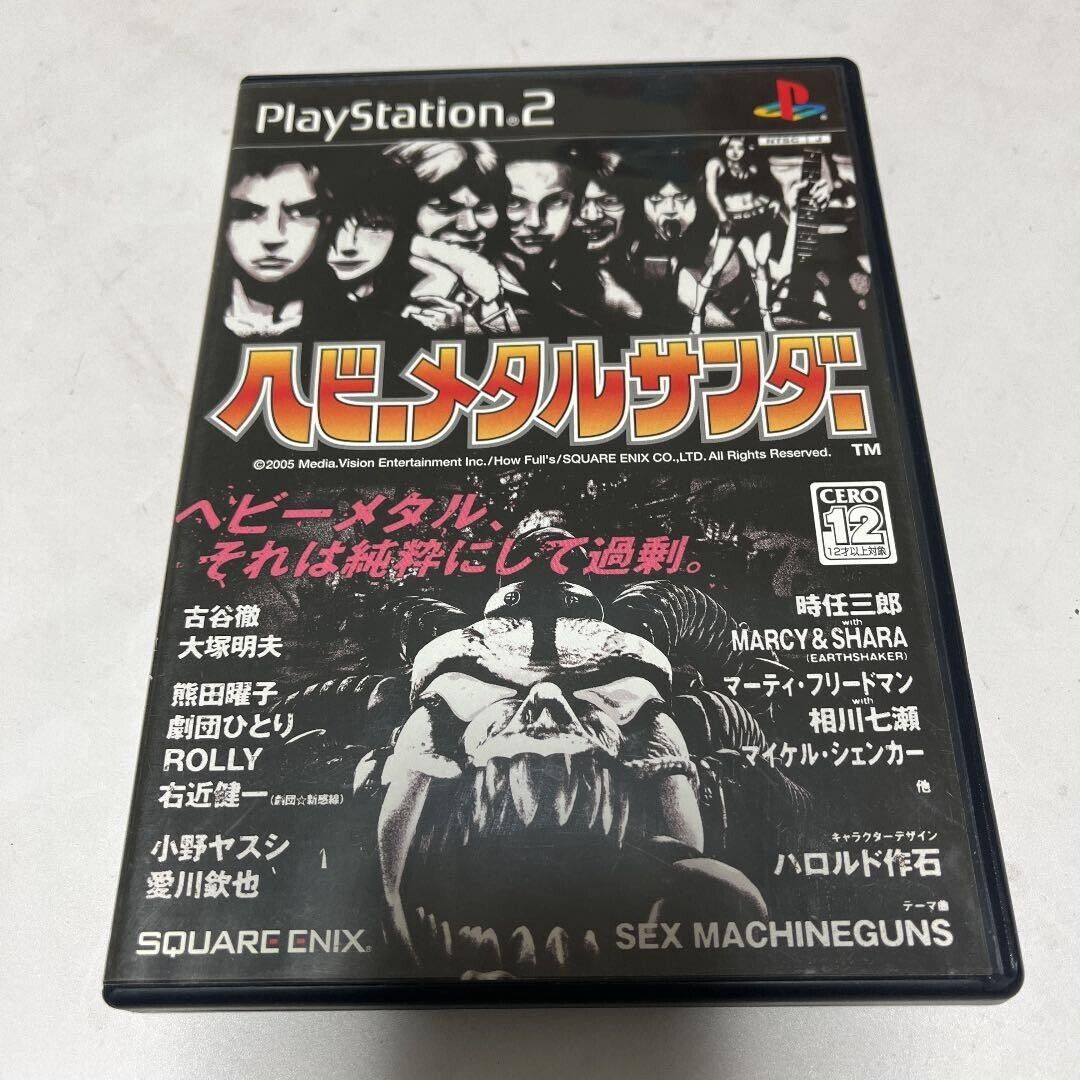 PlayStation®2
NTSC J
ヘビーメタルサンダー
TM
©2005 Media.Vision Entertainment Inc./How Full's/SQUARE ENIX CO.,LTD. All Rights Reserved.
ヘビーメタル、
それは純粋にして過剰。
CERO
12
12才以上対象
古谷徹
大塚明夫
熊田曜子
劇団ひとり
ROLLY
右近健一(劇団☆新感線)
小野ヤスシ
愛川欽也
時任三郎
with
MARCY & SHARA
(EARTHSHAKER)
マーティ・フリードマン
with
相川七瀬
マイケル・シェンカー
他
キャラクターデザイン
ハロルド作石
テーマ曲
SEX MACHINEGUNS
SQUARE ENIX®